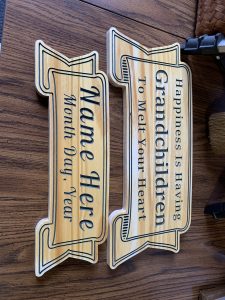 Happiness Is Having
Grandchildren
To Melt Your Heart
Name Here
Month Day, Year